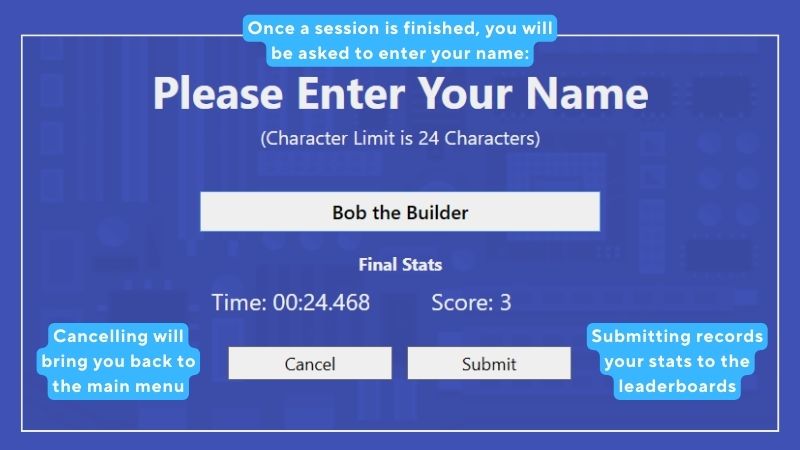 Once a session is finished, you will
be asked to enter your name:
Please Enter Your Name
(Character Limit is 24 Characters)
Bob the Builder
Final Stats
Time: 00:24.468 Score: 3
Cancelling will
bring you back to
the main menu
Cancel Submit
Submitting records
your stats to the
leaderboards